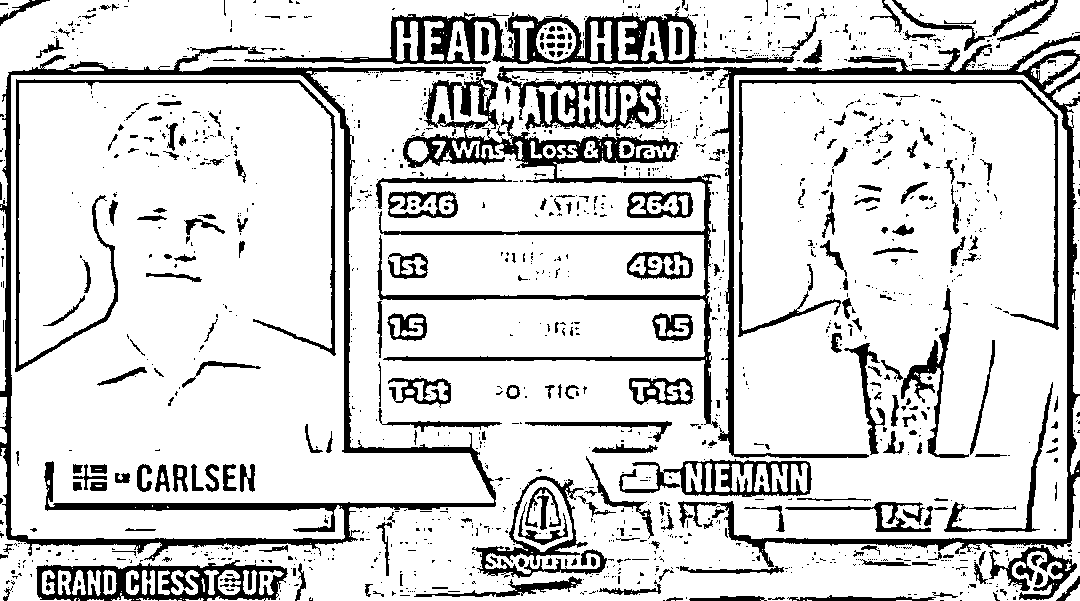 HEAD TO HEAD
ALL MATCHUPS
7 Wins 1 Loss & 1 Draw
2846 2641
1st 49th
1.5 1.5
T-1st T-1st
CARLSEN
NIEMANN
SINQUEFIELD
GRAND CHESS TOUR